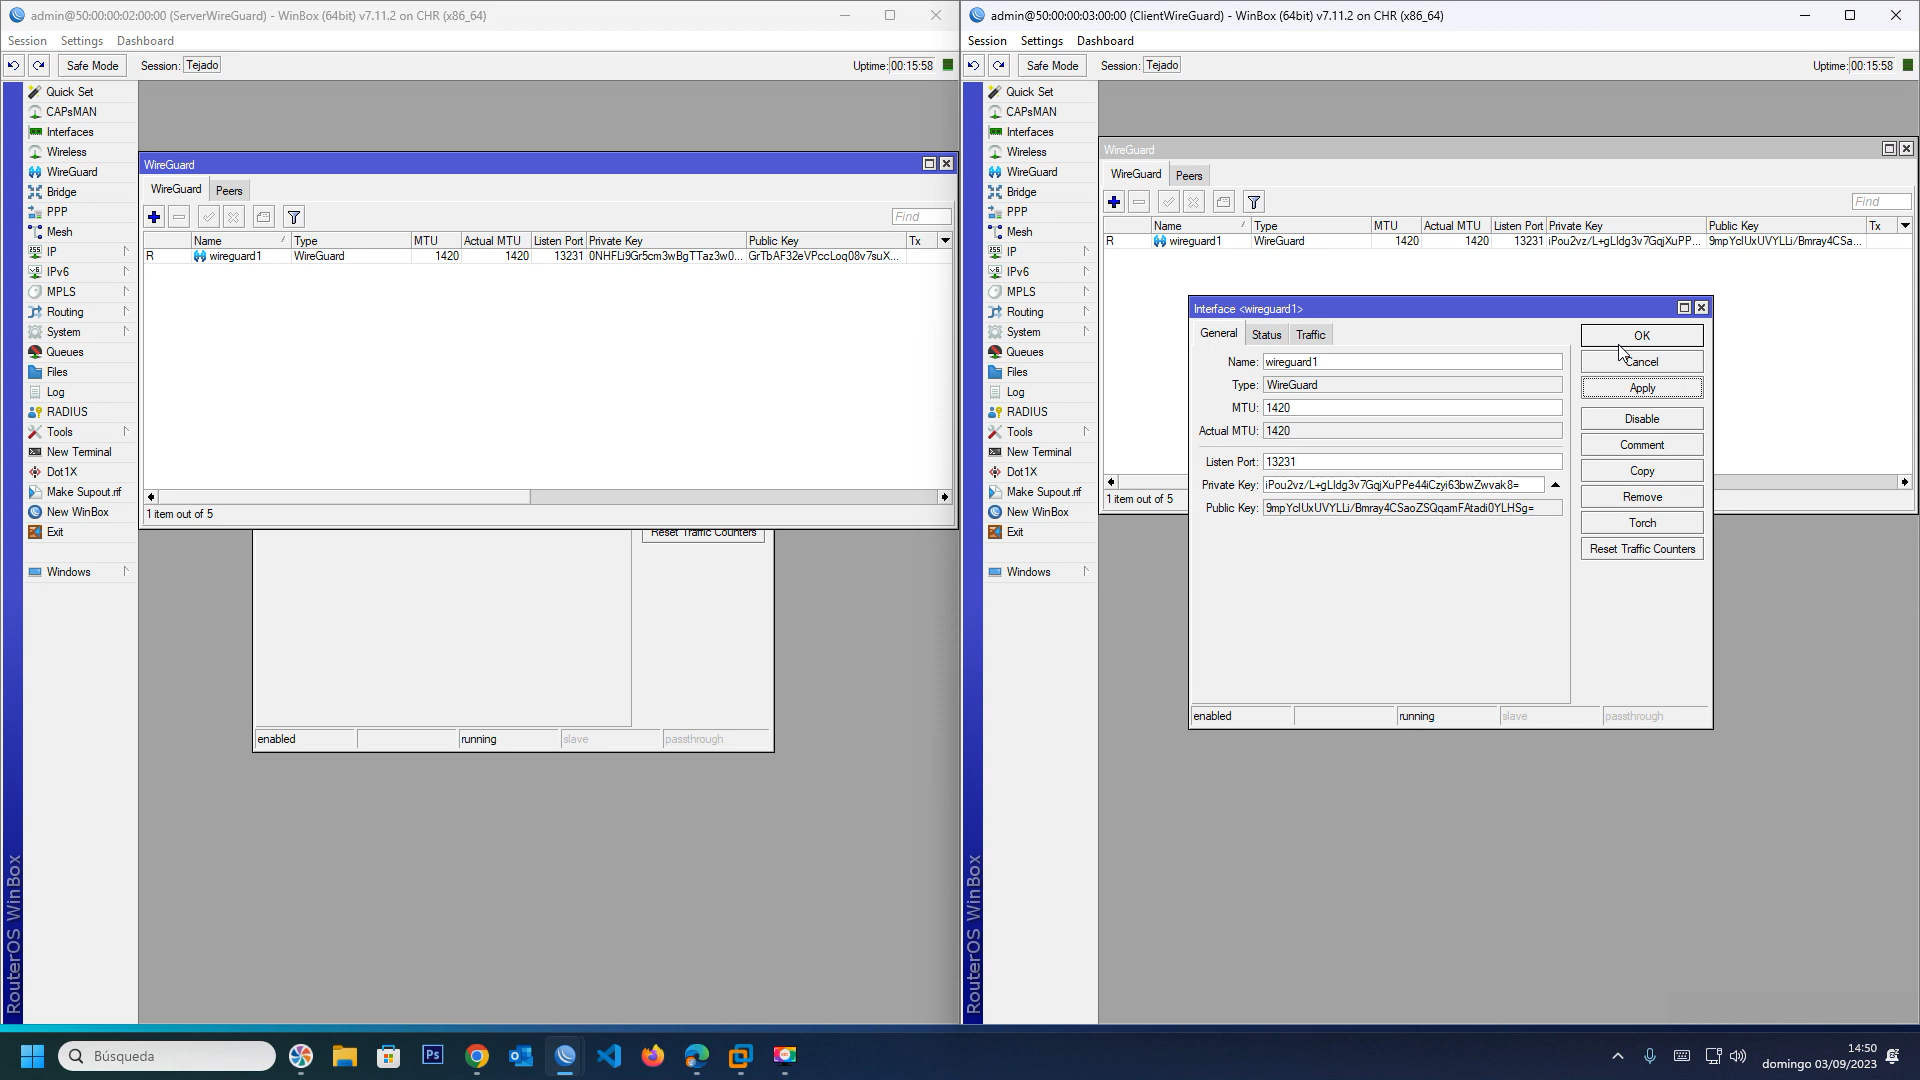 admin@50:00:00:02:00:00 (ServerWireGuard) - WinBox (64bit) v7.11.2 on CHR (x86_64)
Session Settings Dashboard
Safe Mode Session: Tejado Uptime: 00:15:58
Quick Set
CAPsMAN
Interfaces
Wireless
WireGuard
Bridge
PPP
Mesh
IP
IPv6
MPLS
Routing
System
Queues
Files
Log
RADIUS
Tools
New Terminal
Dot1X
Make Supout.rif
New WinBox
Exit
Windows
RouterOS WinBox
WireGuard
WireGuard Peers
Find
Name Type MTU Actual MTU Listen Port Private Key Public Key Tx
R wireguard1 WireGuard 1420 1420 13231 0NHFLi9Gr5cm3wBgTTaz3w0... GrTbAF32eVPccLoq08v7suX...
1 item out of 5
Reset Traffic Counters
enabled running slave passthrough
admin@50:00:00:03:00:00 (ClientWireGuard) - WinBox (64bit) v7.11.2 on CHR (x86_64)
Session Settings Dashboard
Safe Mode Session: Tejado Uptime: 00:15:58
Quick Set
CAPsMAN
Interfaces
Wireless
WireGuard
Bridge
PPP
Mesh
IP
IPv6
MPLS
Routing
System
Queues
Files
Log
RADIUS
Tools
New Terminal
Dot1X
Make Supout.rif
New WinBox
Exit
Windows
RouterOS WinBox
WireGuard
WireGuard Peers
Find
Name Type MTU Actual MTU Listen Port Private Key Public Key Tx
R wireguard1 WireGuard 1420 1420 13231 iPou2vz/L+gLldg3v7GqjXuPP... 9mpYclUxUVYLLi/Bmray4CSa...
1 item out of 5
Interface <wireguard1>
General Status Traffic
Name: wireguard1
Type: WireGuard
MTU: 1420
Actual MTU: 1420
Listen Port: 13231
Private Key: iPou2vz/L+gLldg3v7GqjXuPPe44iCzyi63bwZwvak8=
Public Key: 9mpYclUxUVYLLi/Bmray4CSaoZSQqamFAtadi0YLHSg=
OK
Cancel
Apply
Disable
Comment
Copy
Remove
Torch
Reset Traffic Counters
enabled running slave passthrough
Búsqueda
Ps
14:50
domingo 03/09/2023